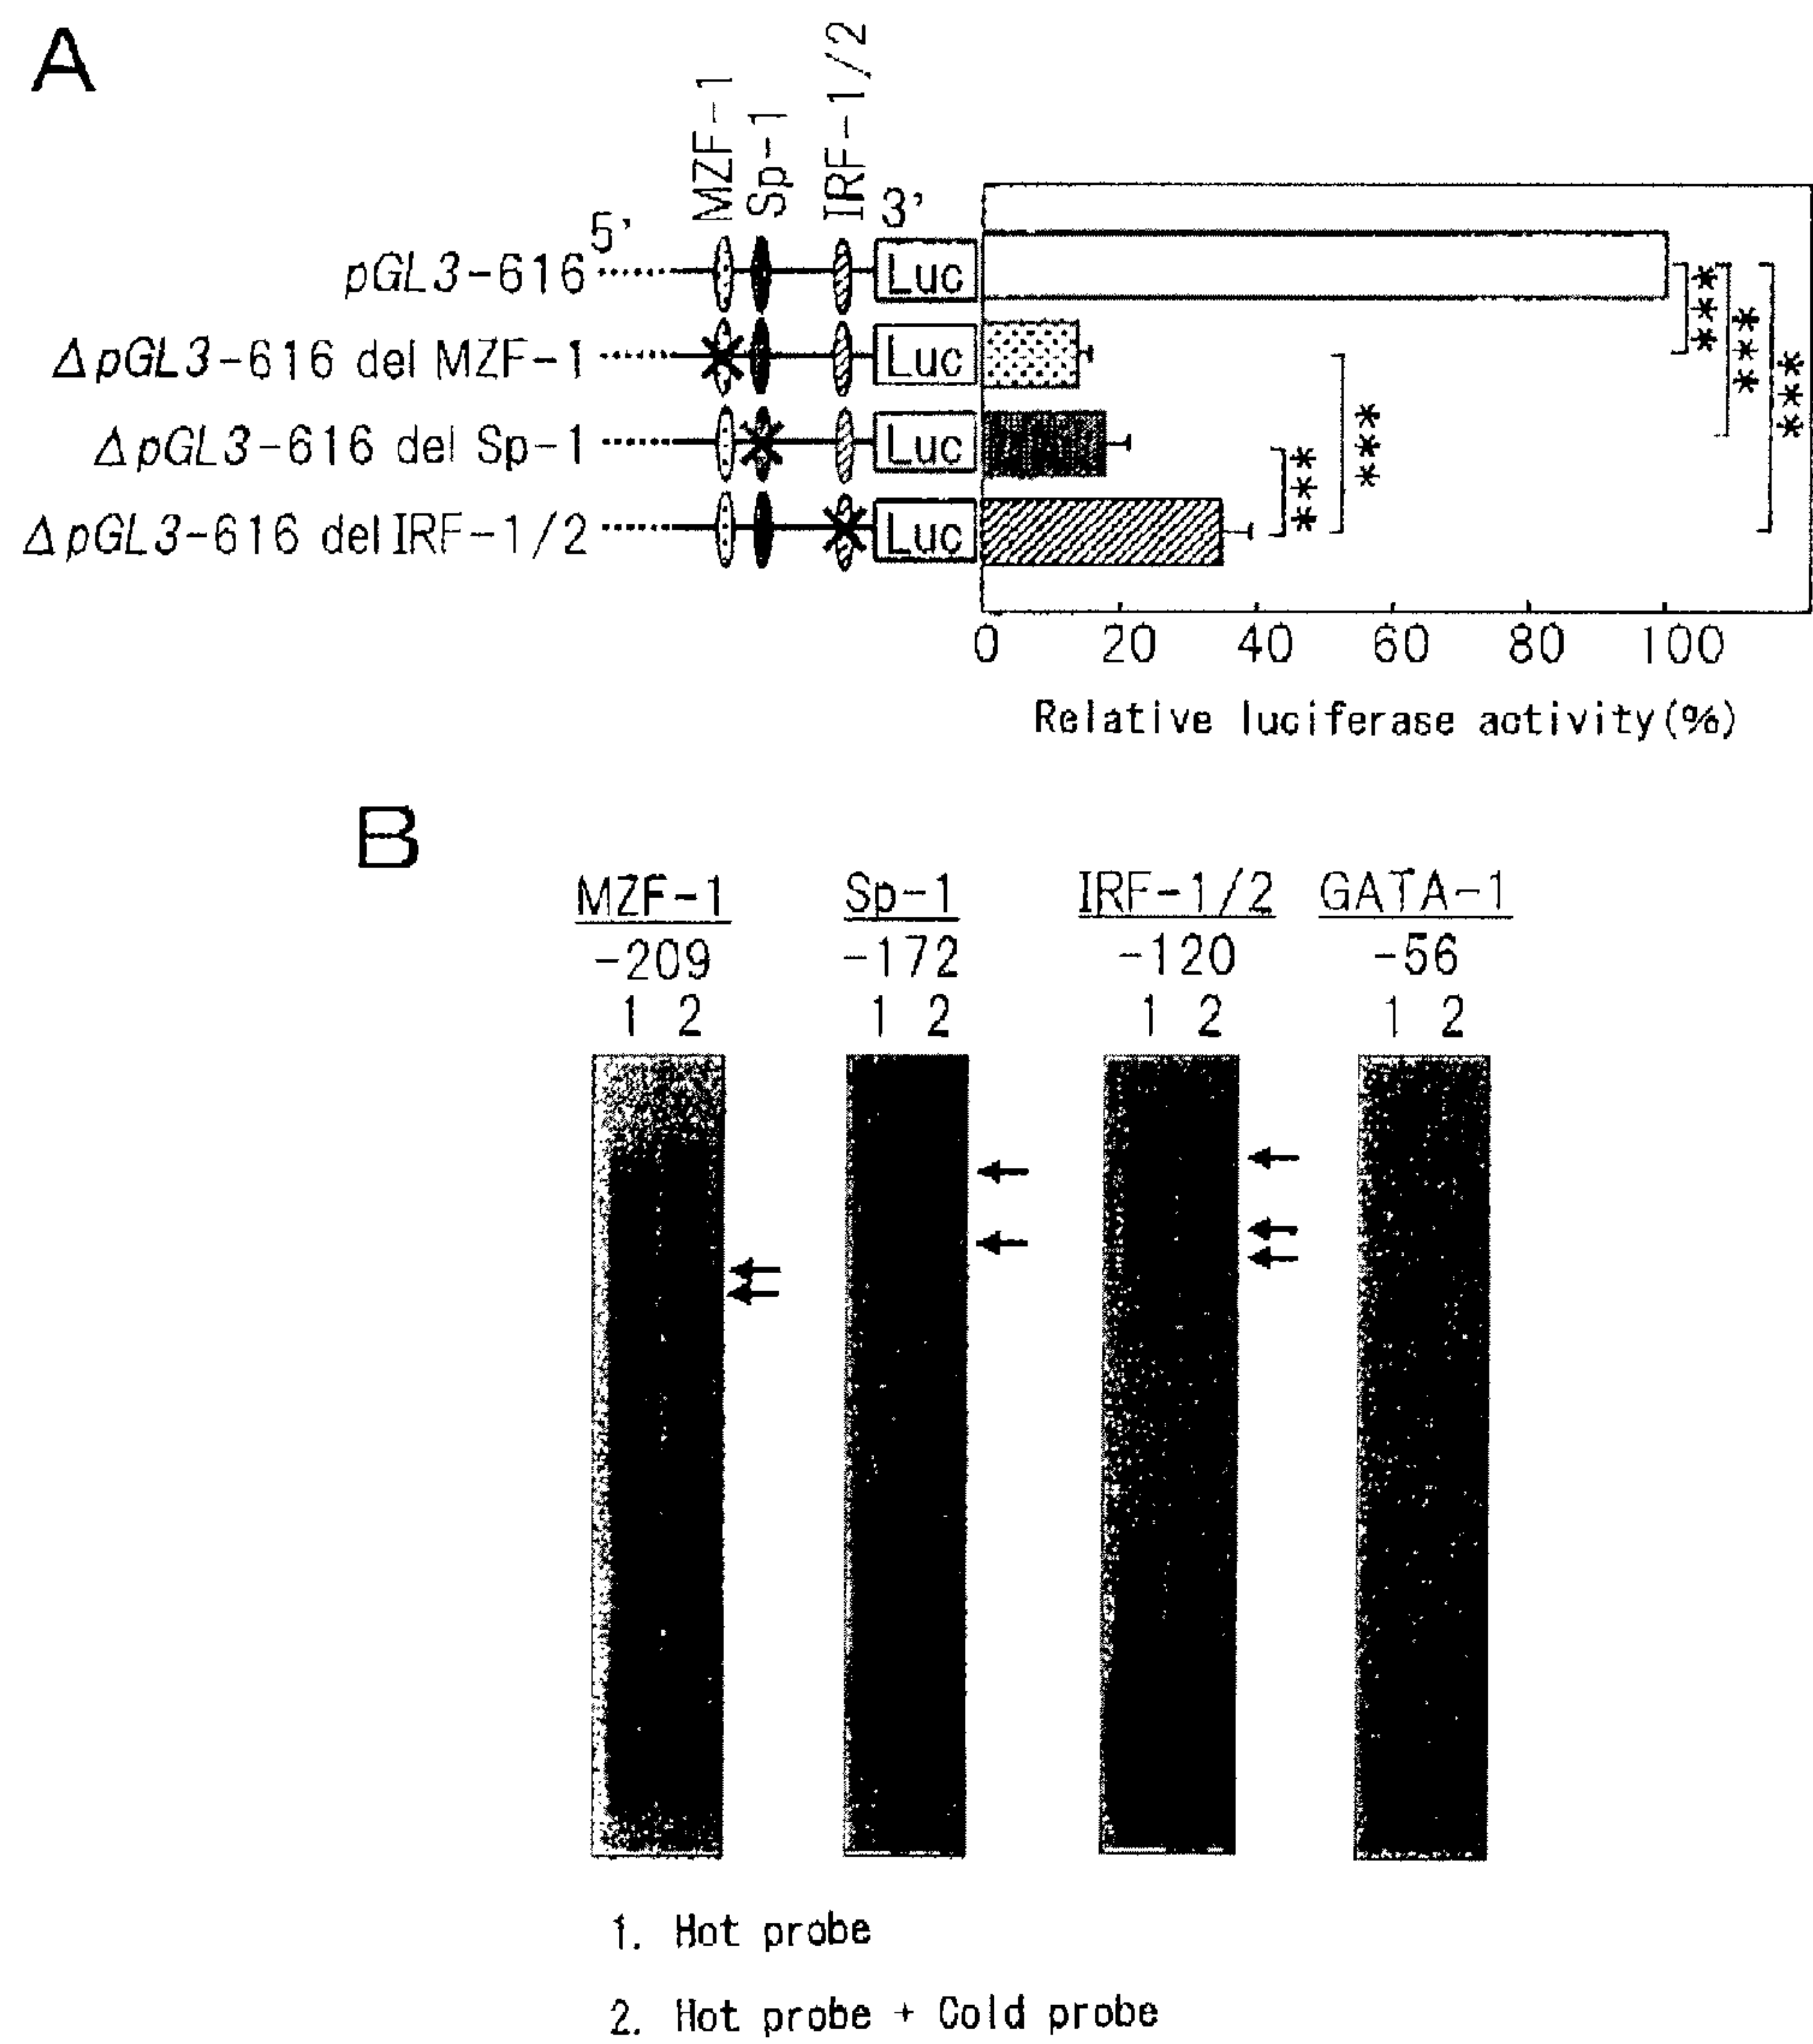 A
MZF-1 Sp-1 IRF-1/2
5' 3'
pGL3-616 Luc
ΔpGL3-616 del MZF-1 Luc
ΔpGL3-616 del Sp-1 Luc
ΔpGL3-616 del IRF-1/2 Luc
*** *** ***
*** ***
0 20 40 60 80 100
Relative luciferase activity(%)
B
MZF-1 Sp-1 IRF-1/2 GATA-1
-209 -172 -120 -56
1 2 1 2 1 2 1 2
1. Hot probe
2. Hot probe + Cold probe